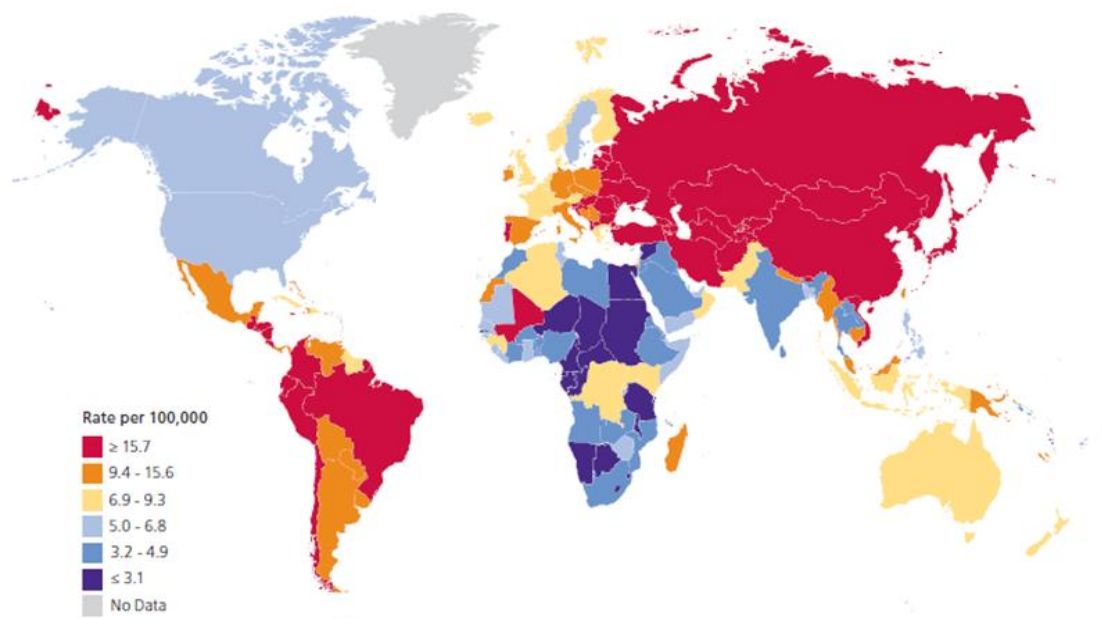 Rate per 100,000
≥ 15.7
9.4 - 15.6
6.9 - 9.3
5.0 - 6.8
3.2 - 4.9
≤ 3.1
No Data